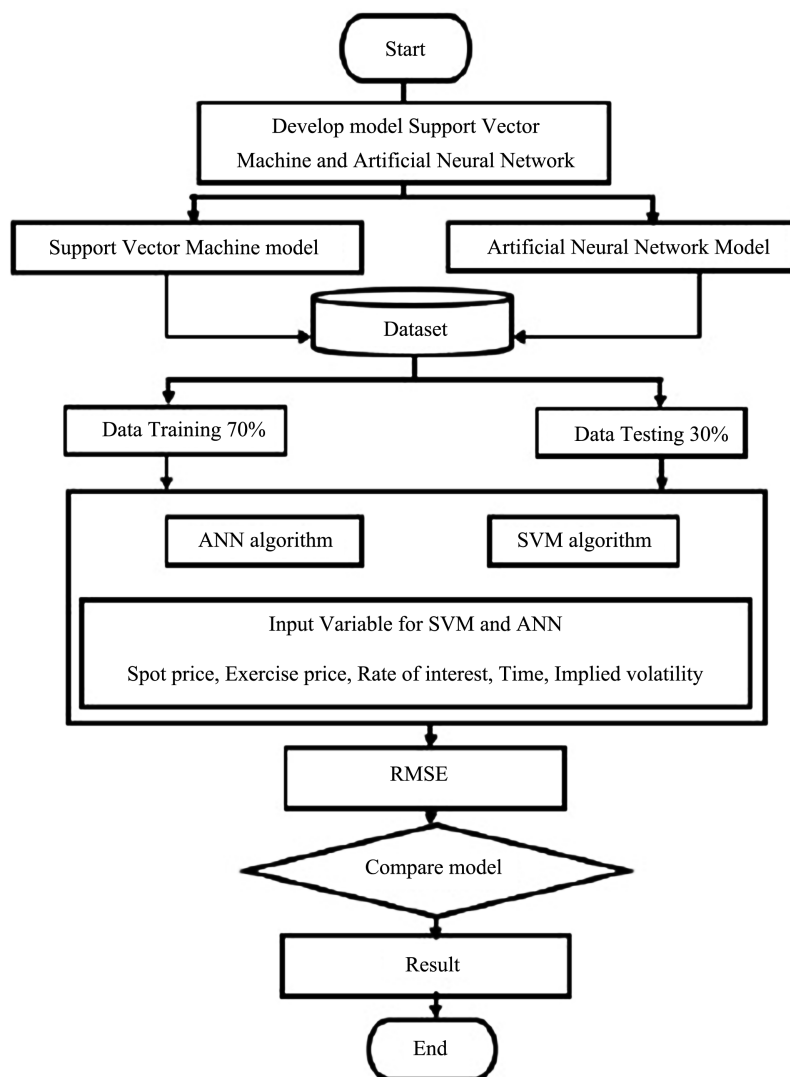 Start
Develop model Support Vector
Machine and Artificial Neural Network
Support Vector Machine model
Artificial Neural Network Model
Dataset
Data Training 70%
Data Testing 30%
ANN algorithm
SVM algorithm
Input Variable for SVM and ANN
Spot price, Exercise price, Rate of interest, Time, Implied volatility
RMSE
Compare model
Result
End